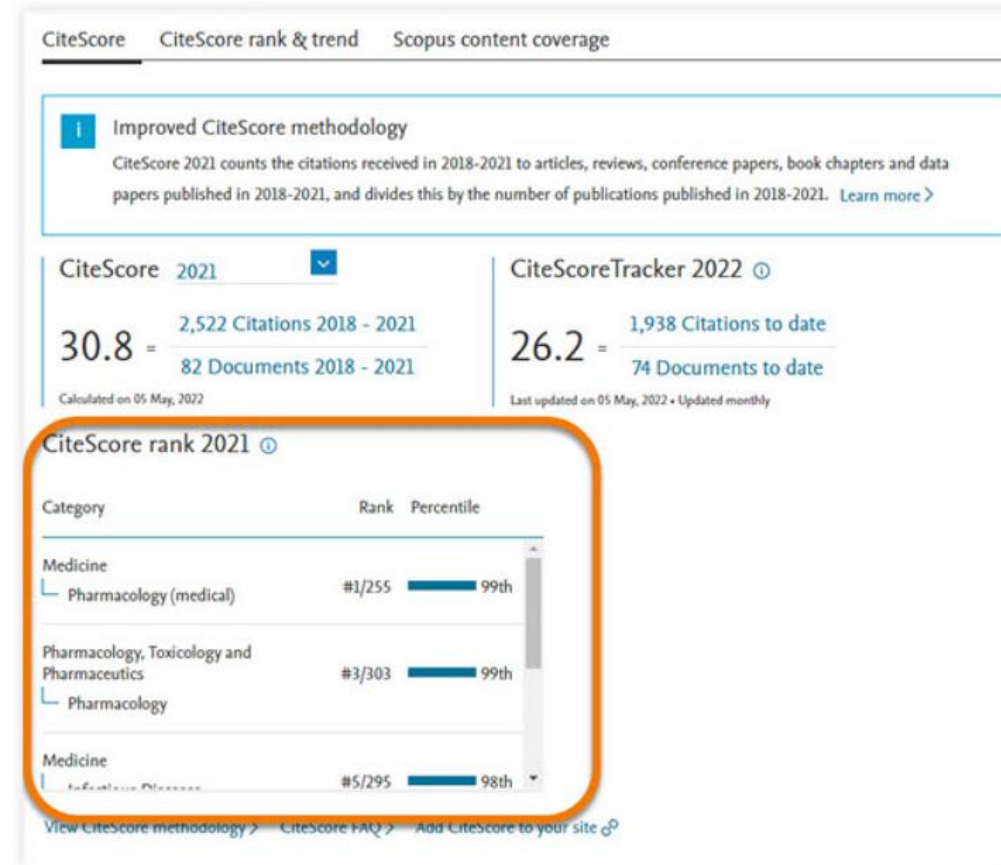 CiteScore CiteScore rank & trend Scopus content coverage
i Improved CiteScore methodology
CiteScore 2021 counts the citations received in 2018-2021 to articles, reviews, conference papers, book chapters and data
papers published in 2018-2021, and divides this by the number of publications published in 2018-2021. Learn more >
CiteScore 2021
30.8 = 2,522 Citations 2018 - 2021
82 Documents 2018 - 2021
Calculated on 05 May, 2022
CiteScoreTracker 2022
26.2 = 1,938 Citations to date
74 Documents to date
Last updated on 05 May, 2022 • Updated monthly
CiteScore rank 2021
Category Rank Percentile
Medicine
Pharmacology (medical) #1/255 99th
Pharmacology, Toxicology and
Pharmaceutics #3/303 99th
Pharmacology
Medicine
Infectious Diseases #5/295 98th
View CiteScore methodology > CiteScore FAQ > Add CiteScore to your site